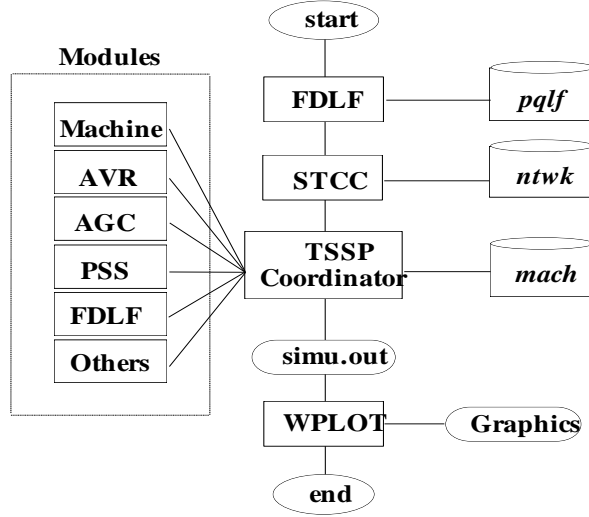 start
Modules
FDLF
pqlf
Machine
AVR
STCC
ntwk
AGC
PSS
TSSP
Coordinator
mach
FDLF
Others
simu.out
WPLOT
Graphics
end